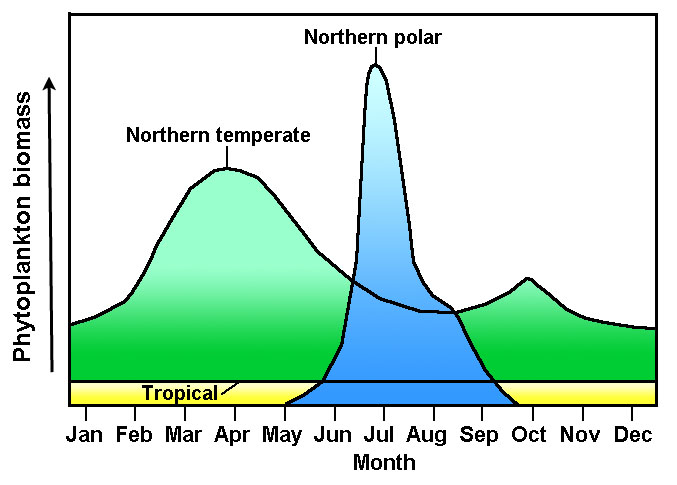 Northern polar
Northern temperate
Phytoplankton biomass
Tropical
Jan Feb Mar Apr May Jun Jul Aug Sep Oct Nov Dec
Month